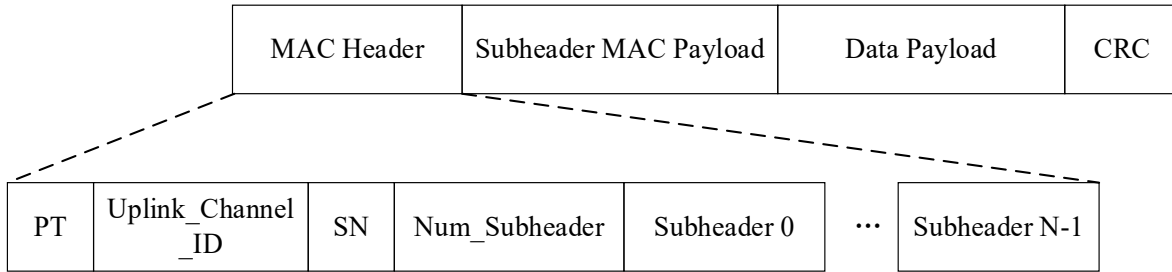 MAC Header
Subheader MAC Payload
Data Payload
CRC
PT
Uplink_Channel
_ID
SN
Num_Subheader
Subheader 0
...
Subheader N-1